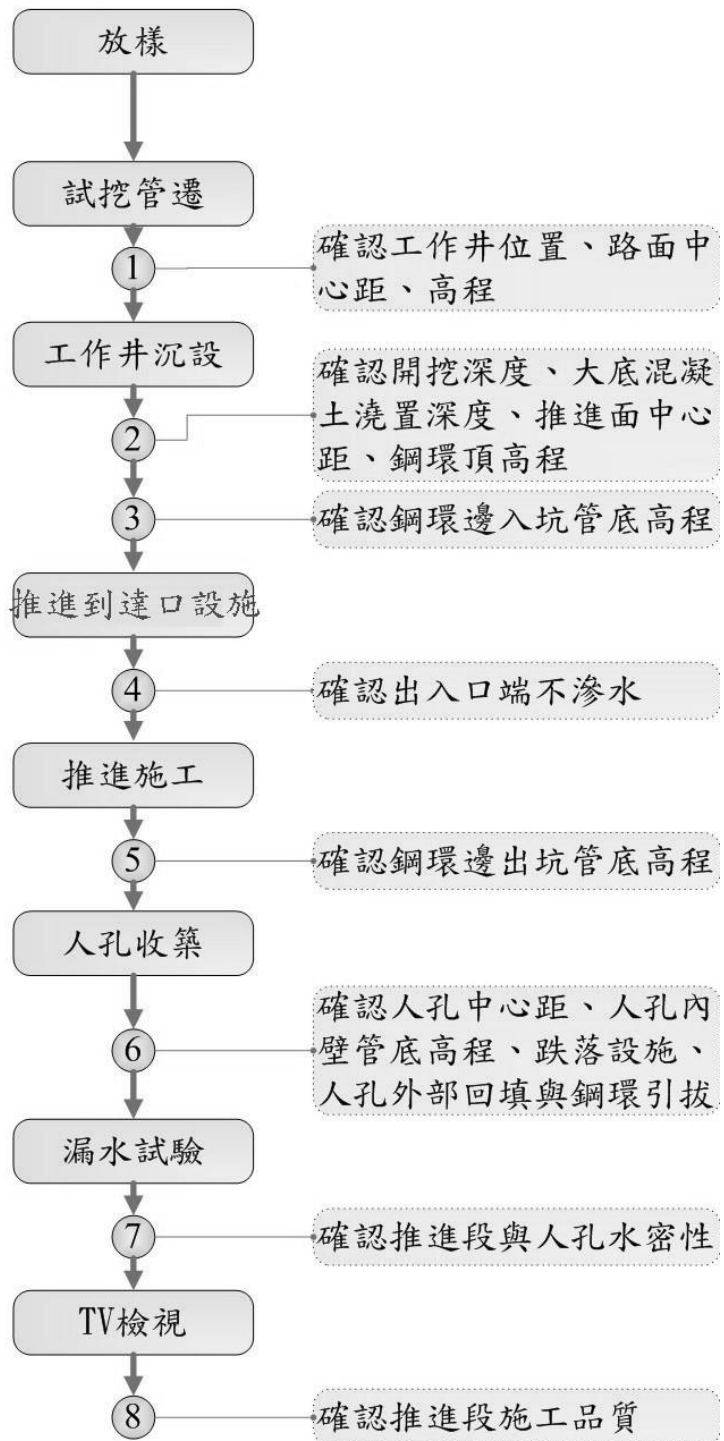 放樣
試挖管遷
1
確認工作井位置、路面中
心距、高程
工作井沉設
2
確認開挖深度、大底混凝
土澆置深度、推進面中心
距、鋼環頂高程
3
確認鋼環邊入坑管底高程
推進到達口設施
4
確認出入口端不滲水
推進施工
5
確認鋼環邊出坑管底高程
人孔收築
6
確認人孔中心距、人孔內
壁管底高程、跌落設施、
人孔外部回填與鋼環引拔
漏水試驗
7
確認推進段與人孔水密性
TV檢視
8
確認推進段施工品質